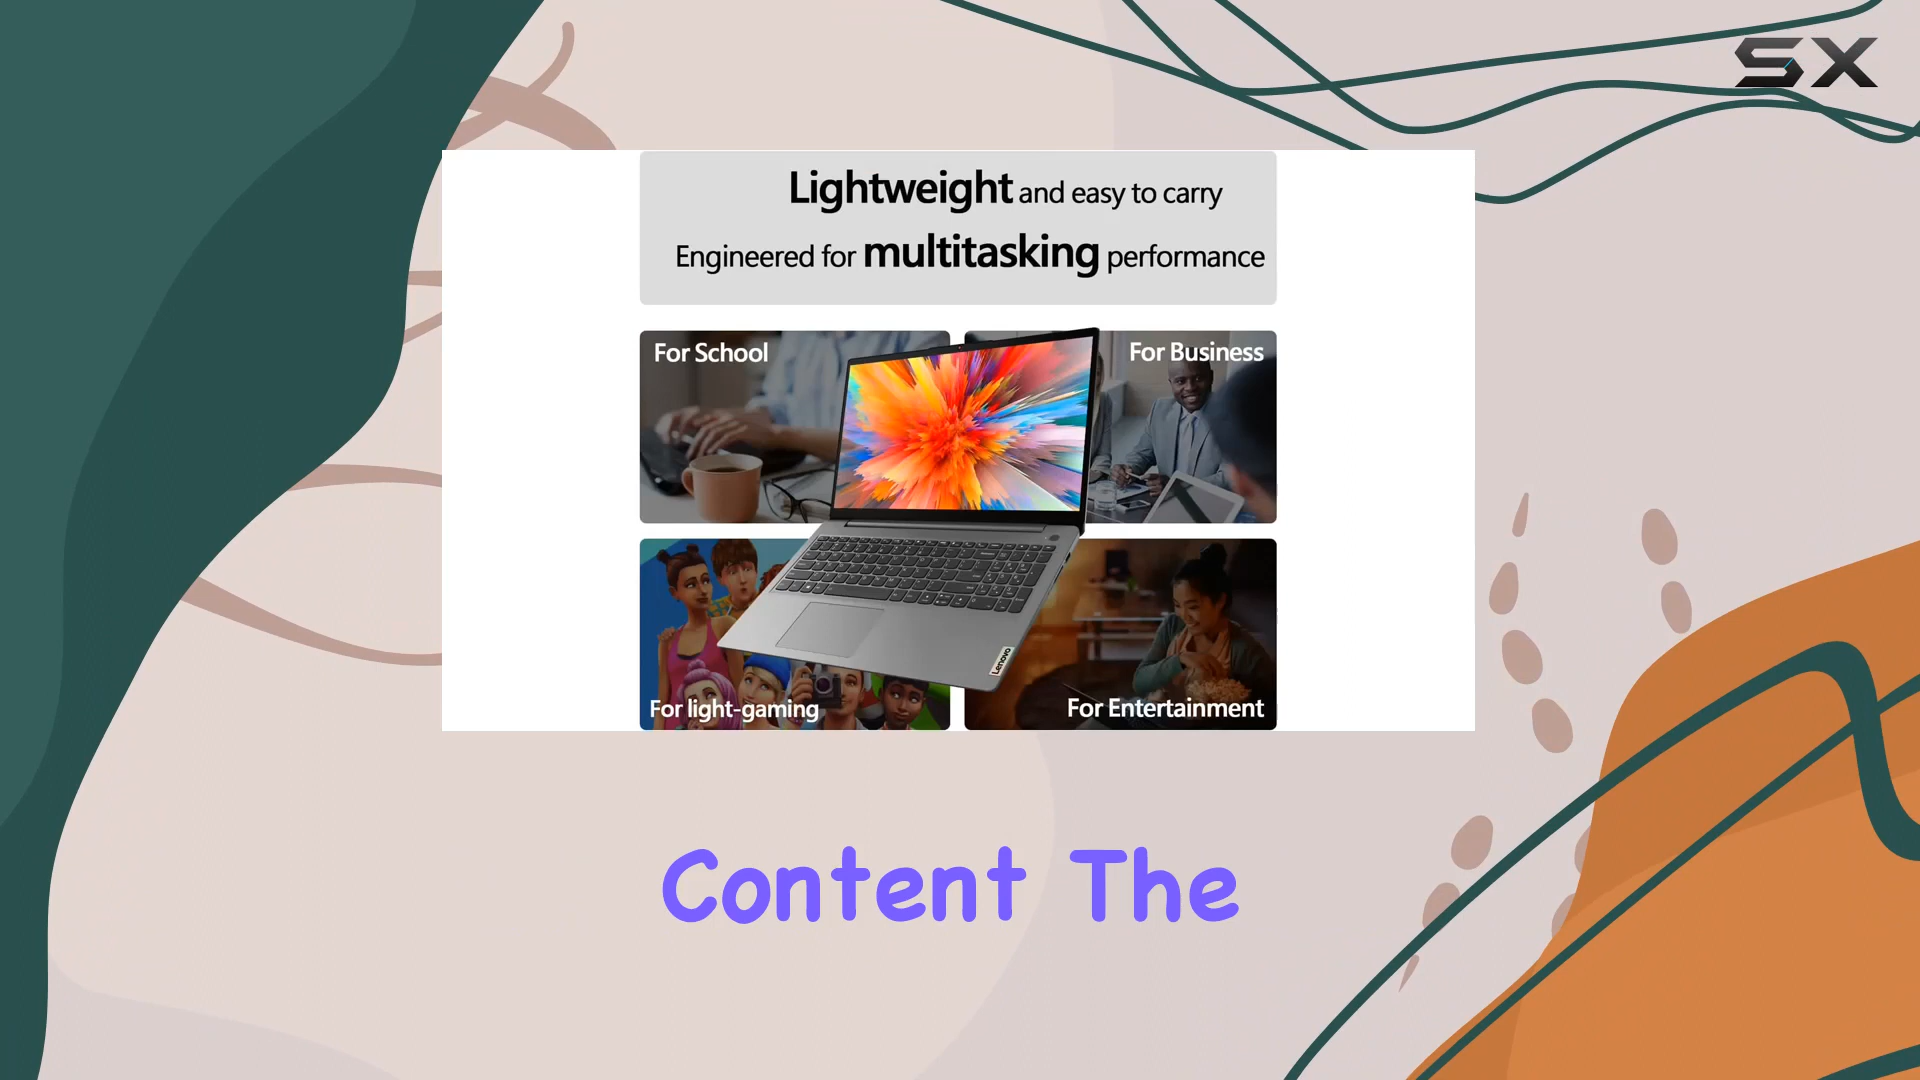 SX
Lightweight and easy to carry
Engineered for multitasking performance
For School
For Business
Lenovo
For light-gaming
For Entertainment
Content The